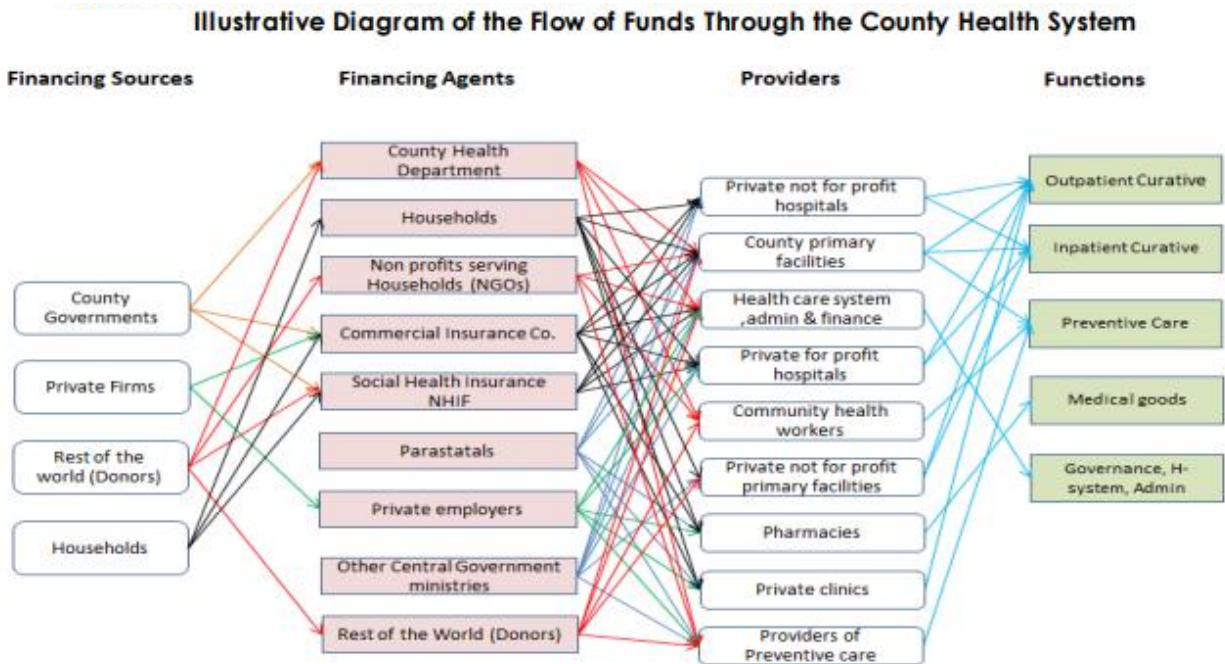 Illustrative Diagram of the Flow of Funds Through the County Health System
Financing Sources
Financing Agents
Providers
Functions
County
Governments
Private Firms
Rest of the
world (Donors)
Households
County Health
Department
Households
Non profits serving
Households (NGOs)
Commercial Insurance Co.
Social Health Insurance
NHIF
Parastatals
Private employers
Other Central Government
ministries
Rest of the World (Donors)
Private not for profit
hospitals
County primary
facilities
Health care system
,admin & finance
Private for profit
hospitals
Community health
workers
Private not for profit
primary facilities
Pharmacies
Private clinics
Providers of
Preventive care
Outpatient Curative
Inpatient Curative
Preventive Care
Medical goods
Governance, H-
system, Admin